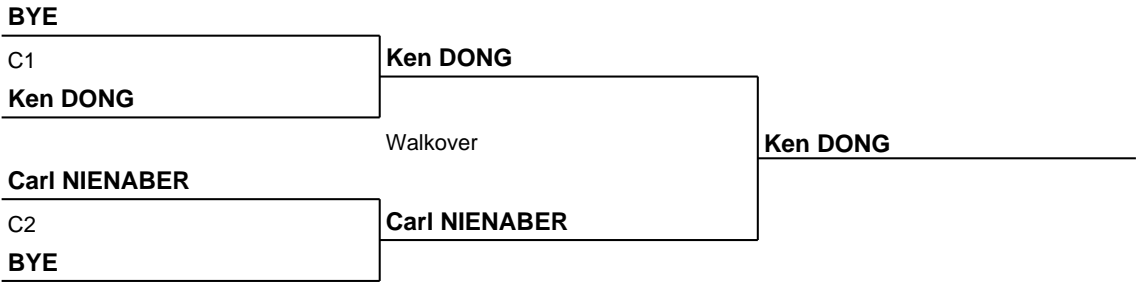 BYE
C1
Ken DONG
Ken DONG
Walkover
Ken DONG
Carl NIENABER
C2
Carl NIENABER
BYE